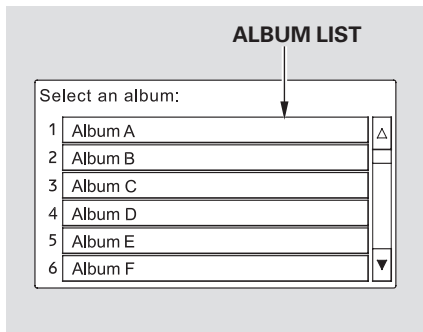 ALBUM LIST
Select an album:
1 Album A
2 Album B
3 Album C
4 Album D
5 Album E
6 Album F